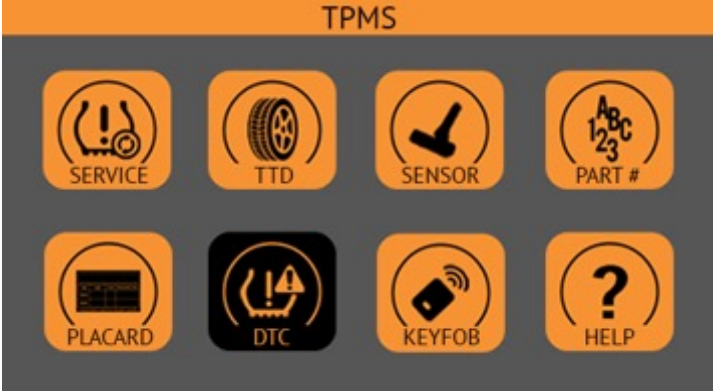 TPMS
SERVICE
TTD
SENSOR
ABC
123
PART #
PLACARD
DTC
KEYFOB
?
HELP